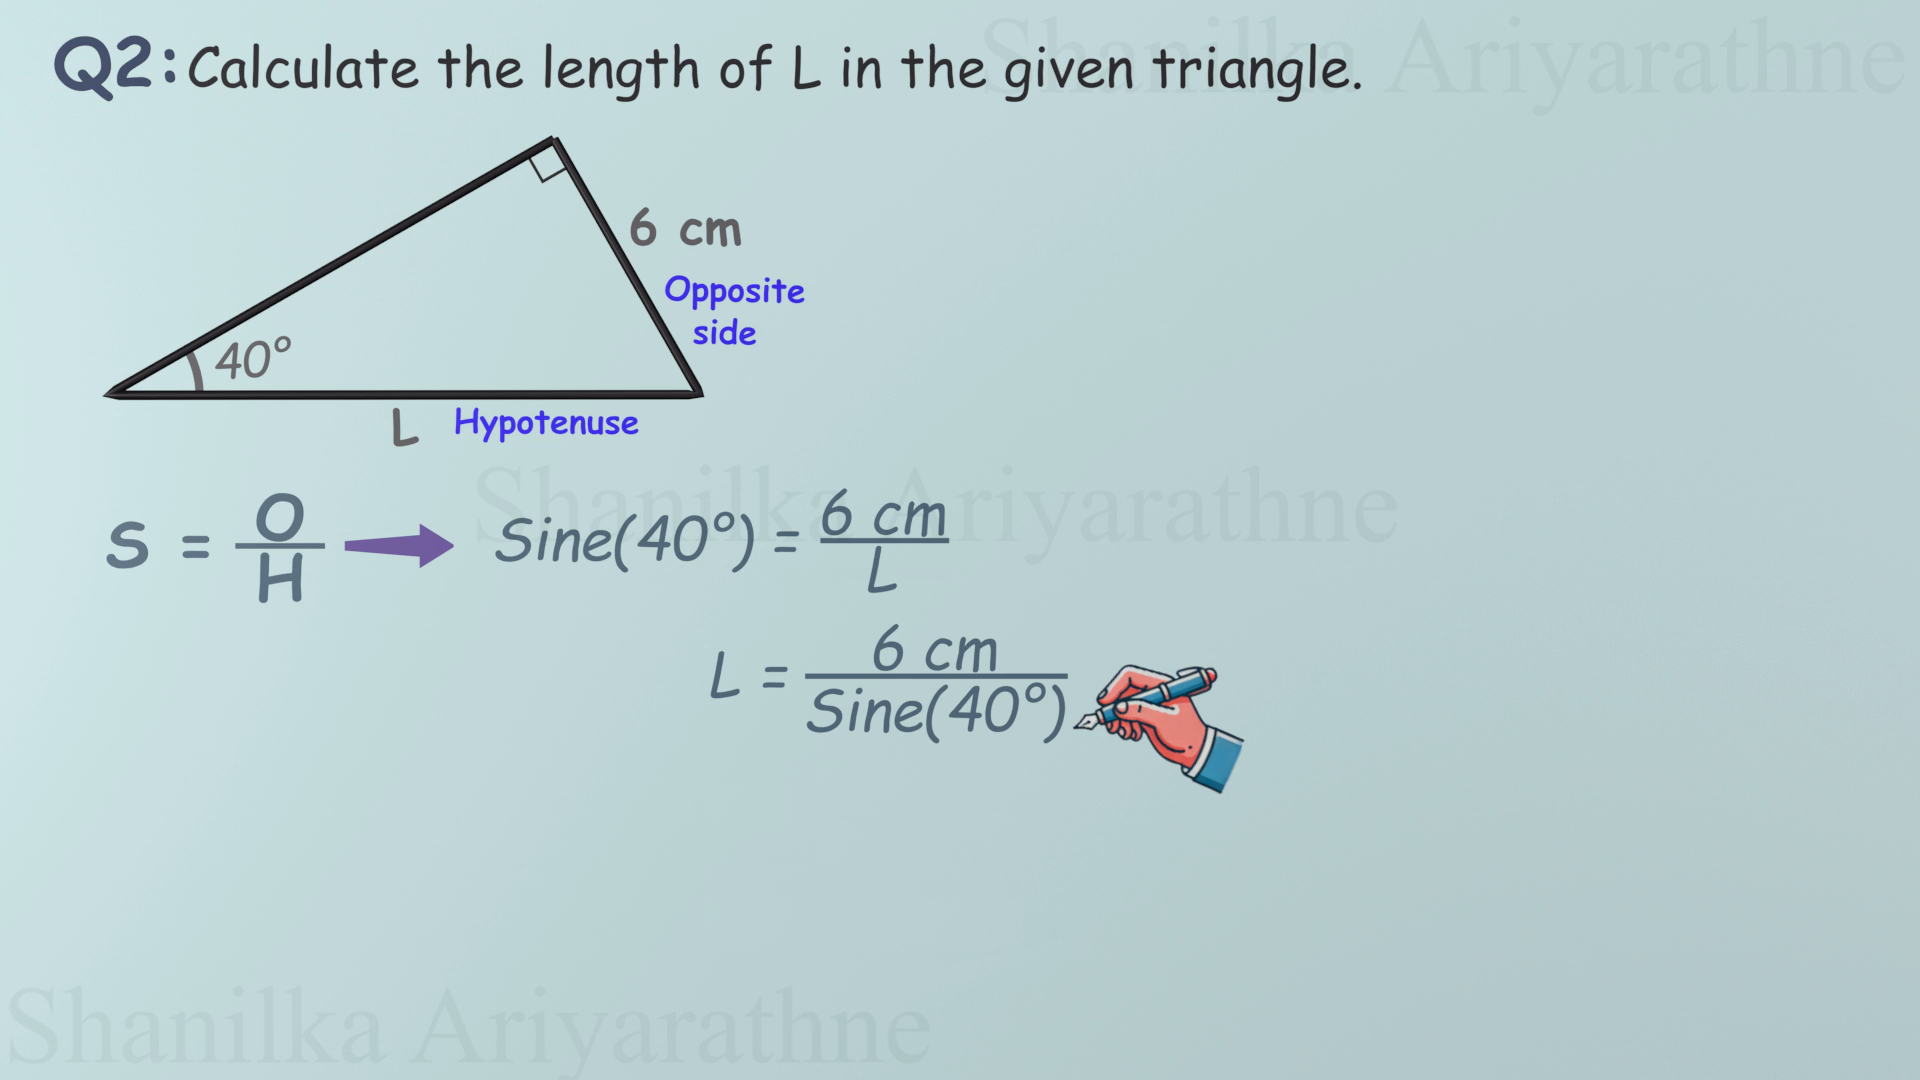 Q2: Calculate the length of L in the given triangle.
Shanilka Ariyarathne
6 cm
Opposite
side
40°
L Hypotenuse
Shanilka Ariyarathne
S = O/H Sine(40°) = 6 cm/L
L = 6 cm/Sine(40°)
Shanilka Ariyarathne